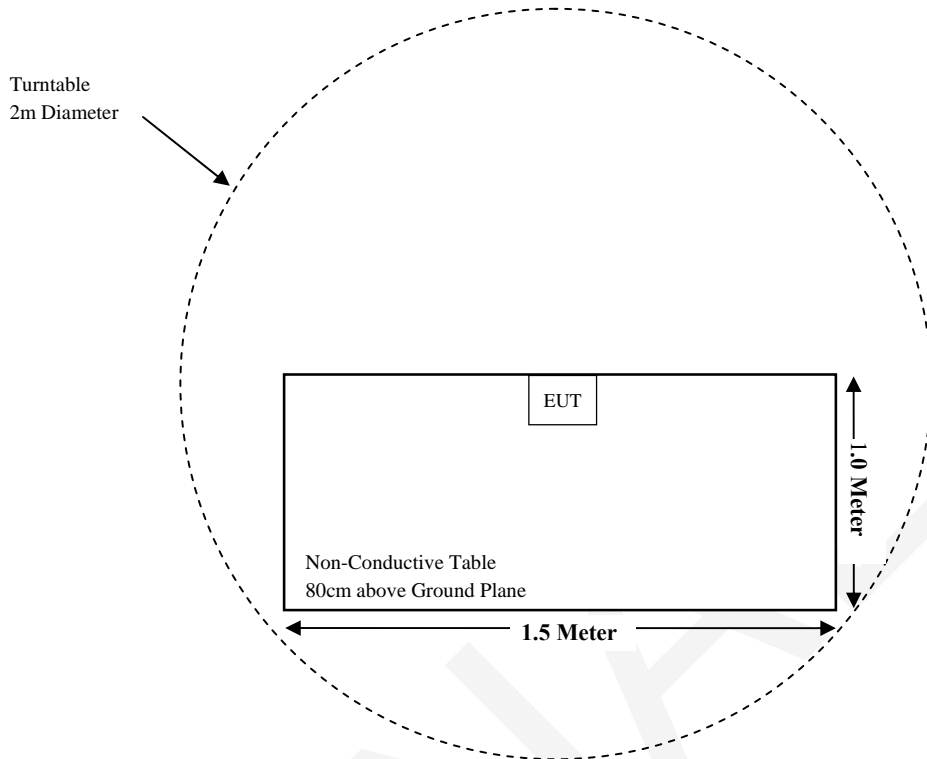 Turntable
2m Diameter
EUT
1.0 Meter
Non-Conductive Table
80cm above Ground Plane
1.5 Meter